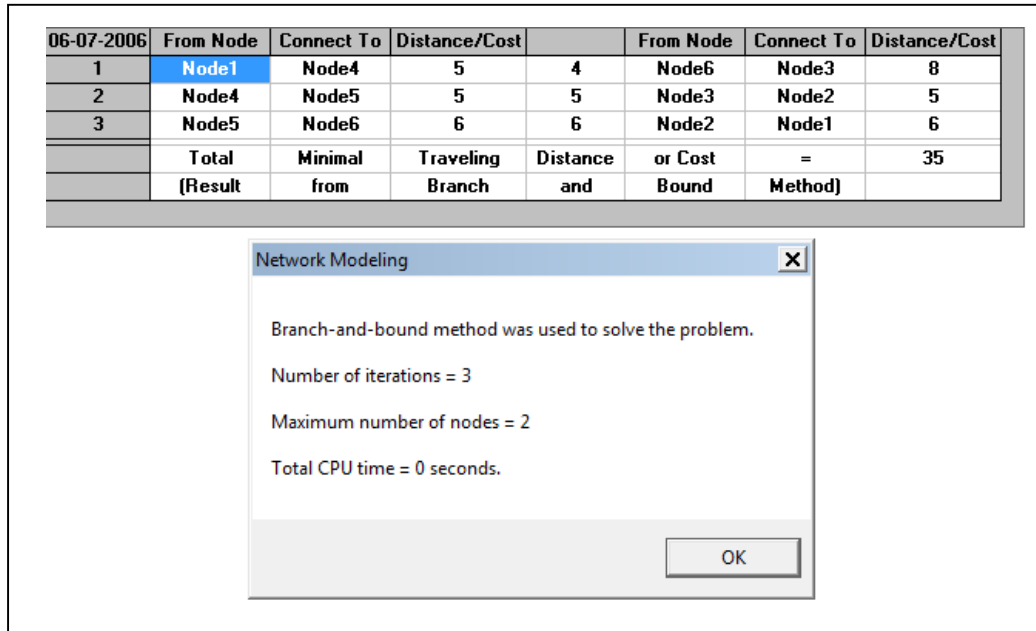 06-07-2006 From Node Connect To Distance/Cost From Node Connect To Distance/Cost
1 Node1 Node4 5 4 Node6 Node3 8
2 Node4 Node5 5 5 Node3 Node2 5
3 Node5 Node6 6 6 Node2 Node1 6
Total Minimal Traveling Distance or Cost = 35
(Result from Branch and Bound Method)
Network Modeling
Branch-and-bound method was used to solve the problem.
Number of iterations = 3
Maximum number of nodes = 2
Total CPU time = 0 seconds.
OK